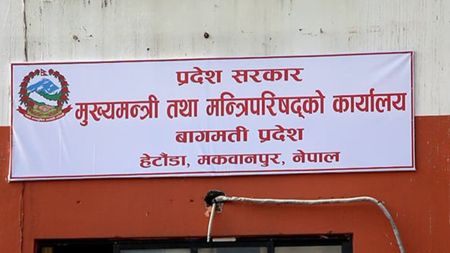 प्रदेश सरकार
मुख्यमन्त्री तथा मन्त्रिपरिषद्को कार्यालय
बागमती प्रदेश
हेटौंडा, मकवानपुर, नेपाल